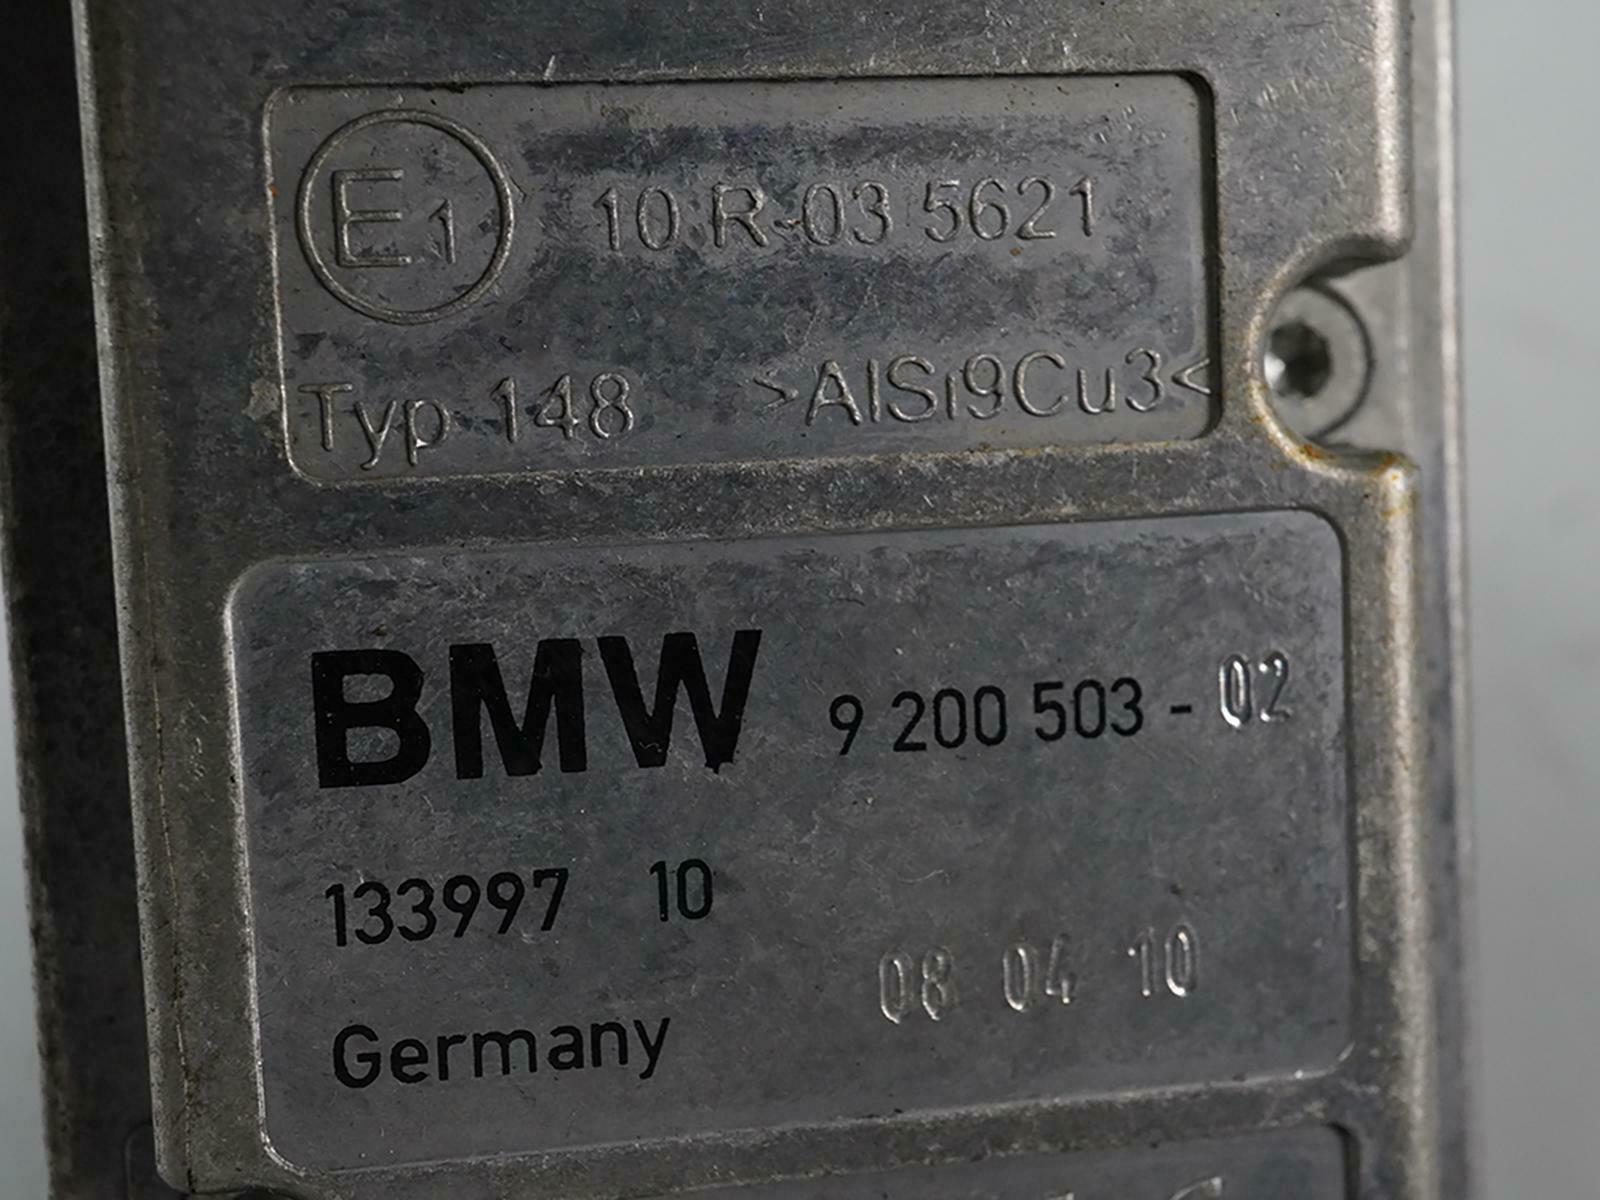 E1 10 R-03 5621
Typ 148 >AlSi9Cu3<
BMW 9 200 503 - 02
133997 10
08 04 10
Germany